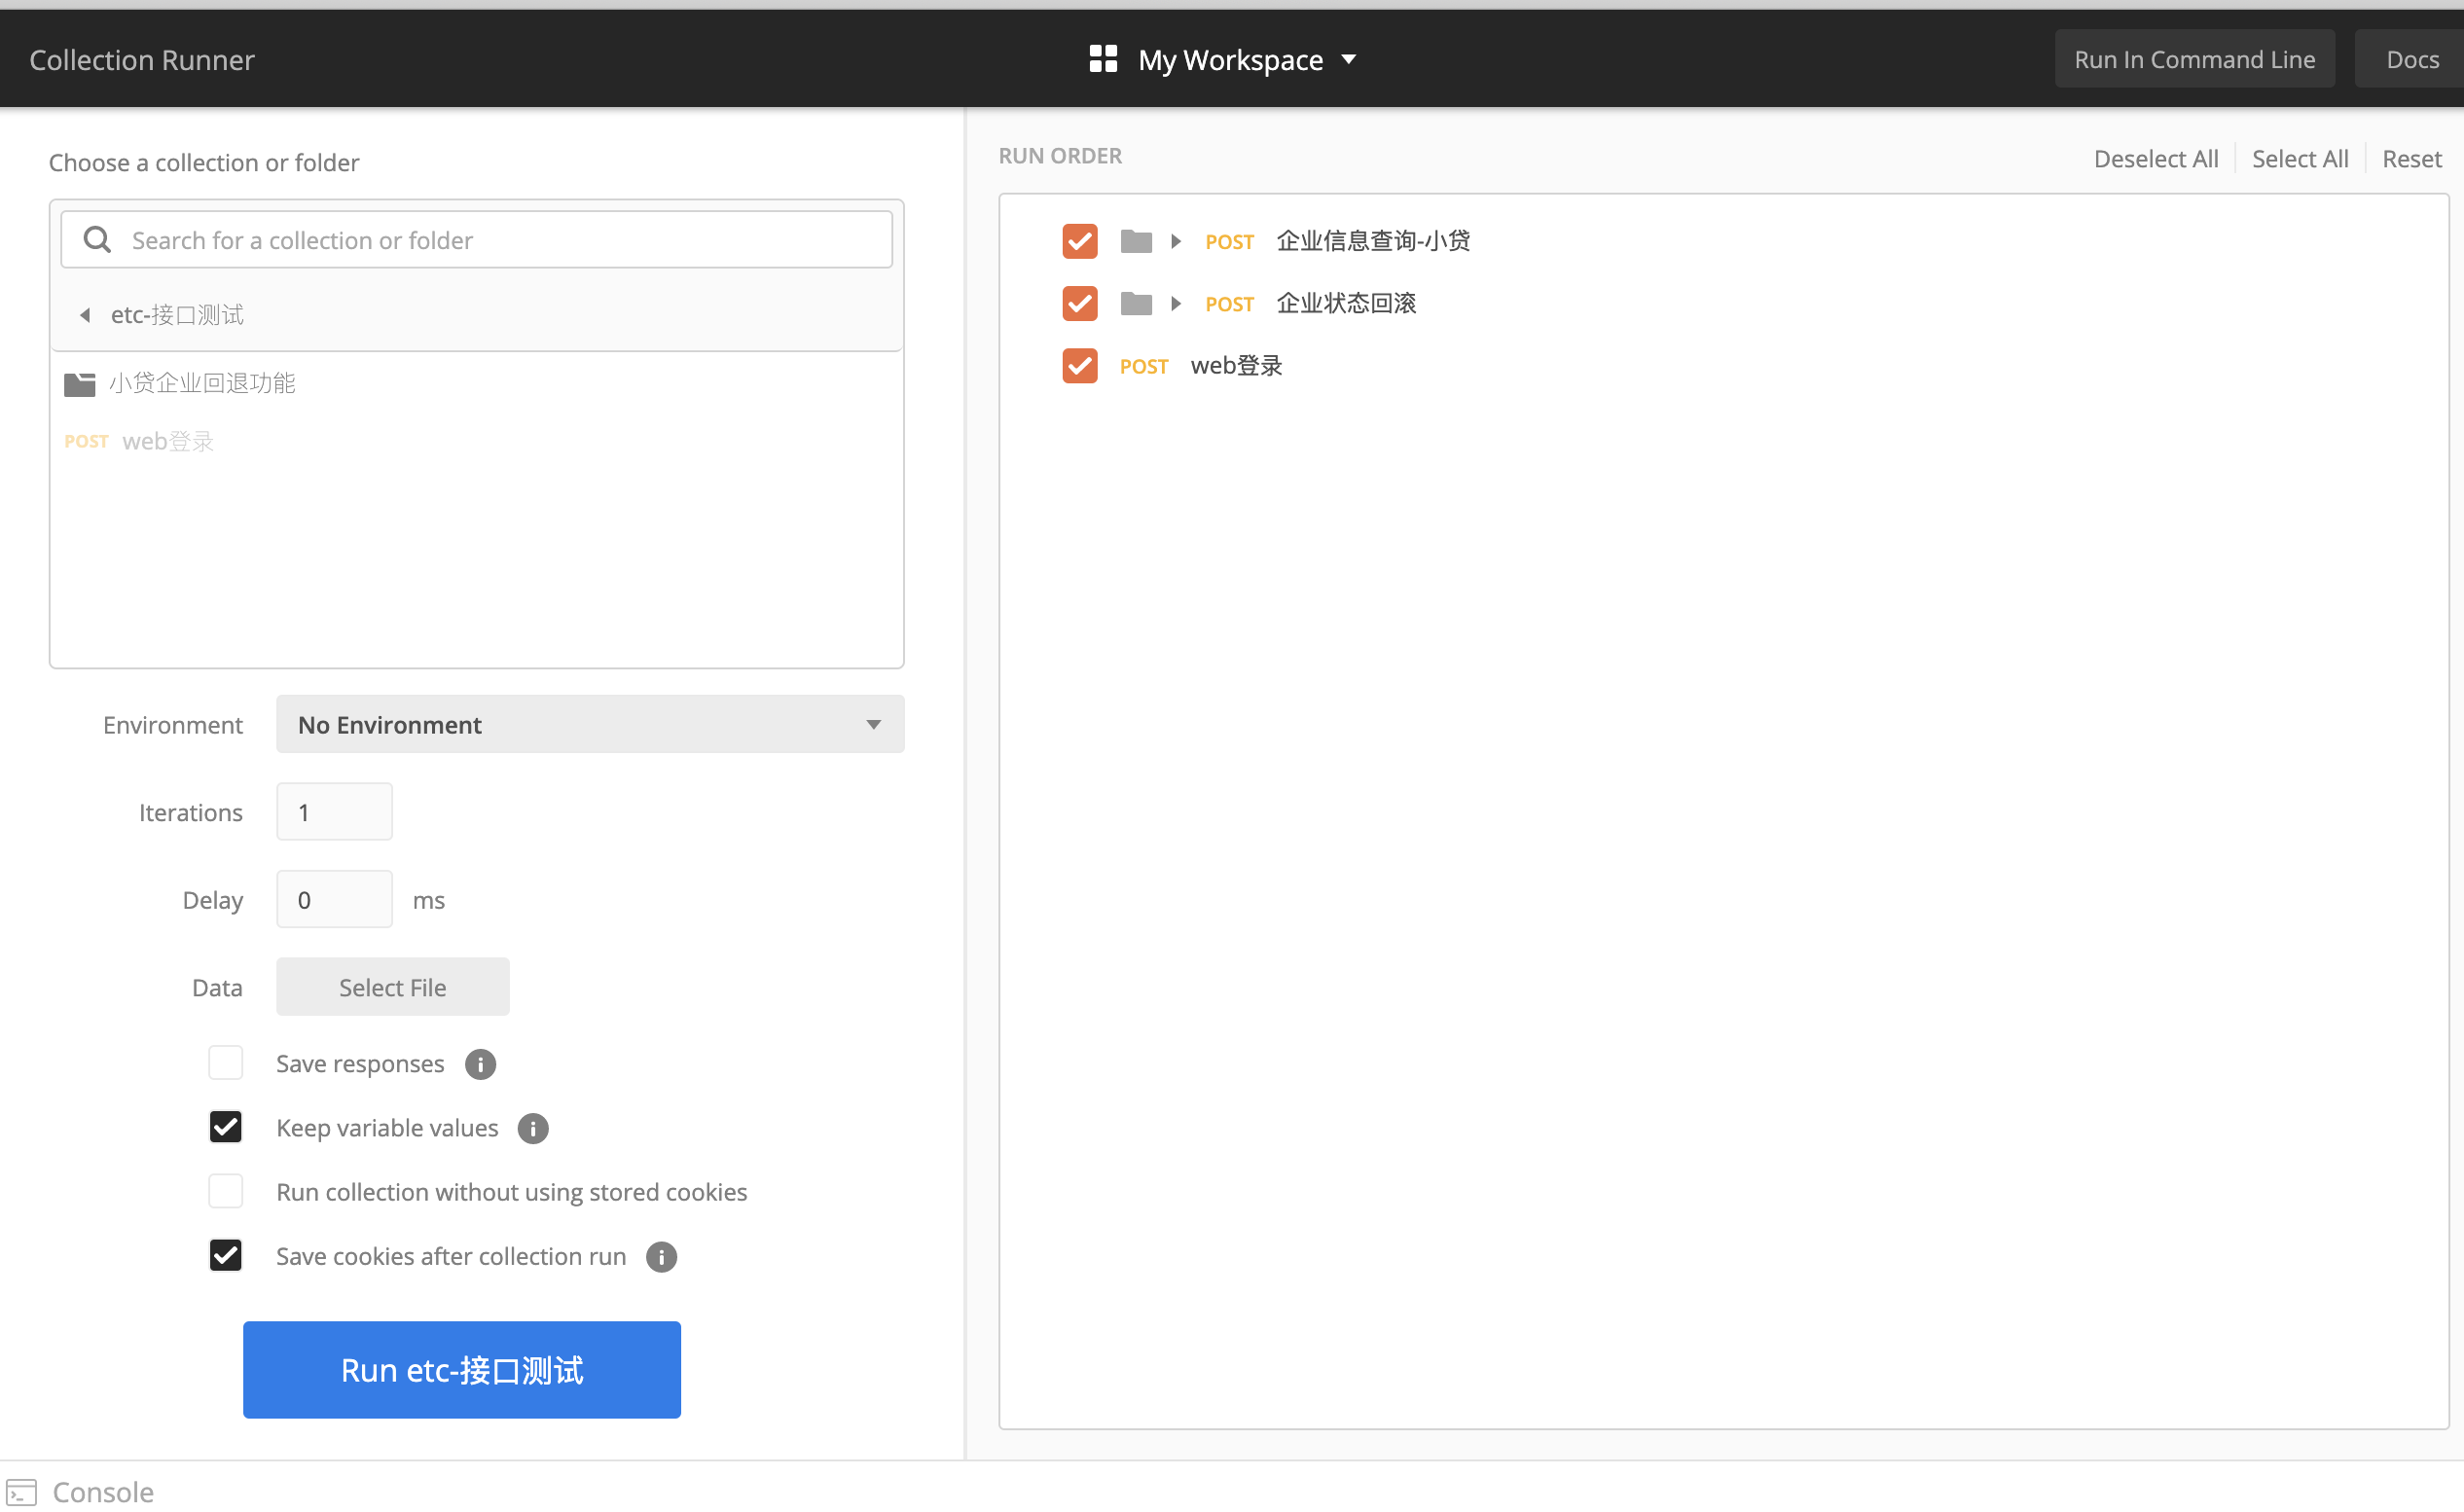 Collection Runner
My Workspace
Run In Command Line
Docs
Choose a collection or folder
Search for a collection or folder
etc-接口测试
小贷企业回退功能
POST web登录
Environment No Environment
Iterations 1
Delay 0 ms
Data Select File
Save responses
Keep variable values
Run collection without using stored cookies
Save cookies after collection run
Run etc-接口测试
RUN ORDER
Deselect All
Select All
Reset
POST 企业信息查询-小贷
POST 企业状态回滚
POST web登录
Console